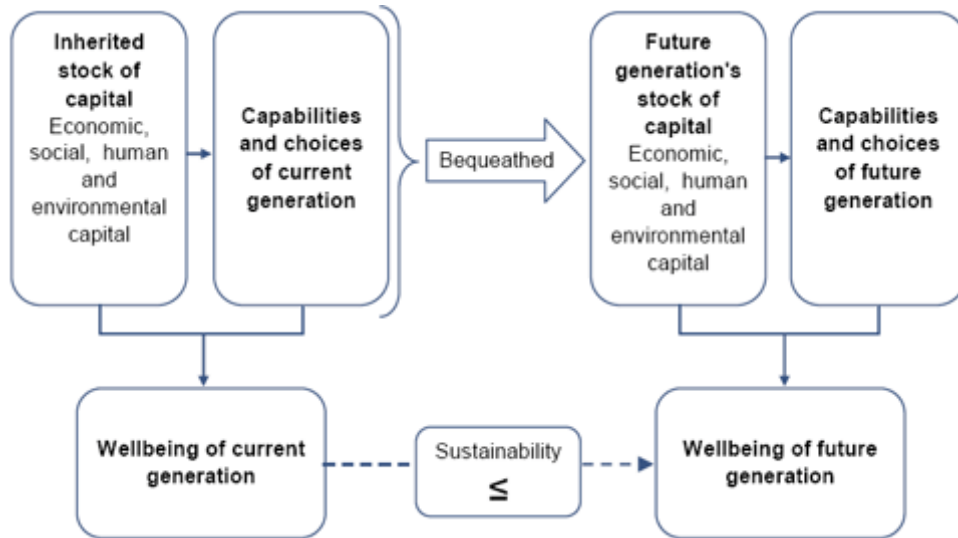 Inherited
stock of
capital
Economic,
social, human
and
environmental
capital
Capabilities
and choices
of current
generation
Bequeathed
Future
generation's
stock of
capital
Economic,
social, human
and
environmental
capital
Capabilities
and choices
of future
generation
Wellbeing of current
generation
Sustainability
≤
Wellbeing of future
generation